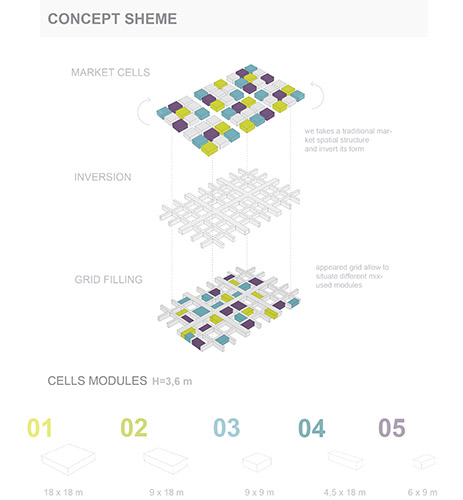 CONCEPT SHEME
MARKET CELLS
we takes a traditional mar-
ket spatial structure
and invert its form
INVERSION
GRID FILLING
appeared grid allow to
situate different mix-
used modules
CELLS MODULES H=3,6 m
01 02 03 04 05
18 x 18 m 9 x 18 m 9 x 9 m 4,5 x 18 m 6 x 9 m